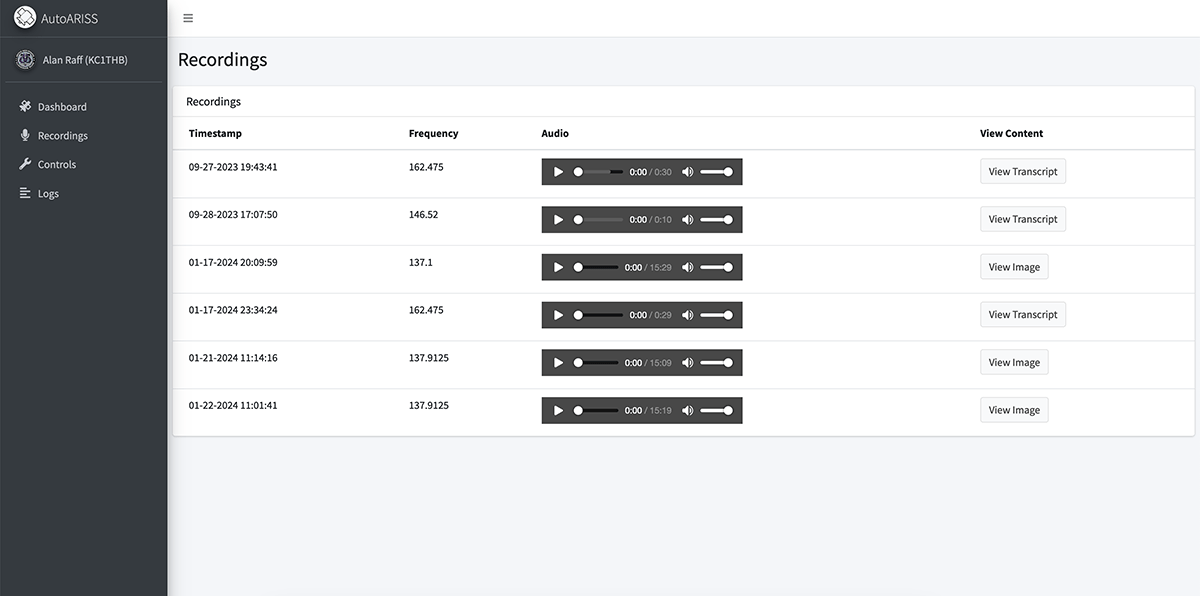 AutoARISS
Alan Raff (KC1THB)
Dashboard
Recordings
Controls
Logs
Recordings
Recordings
Timestamp Frequency Audio View Content
09-27-2023 19:43:41 162.475 0:00 / 0:30 View Transcript
09-28-2023 17:07:50 146.52 0:00 / 0:10 View Transcript
01-17-2024 20:09:59 137.1 0:00 / 15:29 View Image
01-17-2024 23:34:24 162.475 0:00 / 0:29 View Transcript
01-21-2024 11:14:16 137.9125 0:00 / 15:09 View Image
01-22-2024 11:01:41 137.9125 0:00 / 15:19 View Image